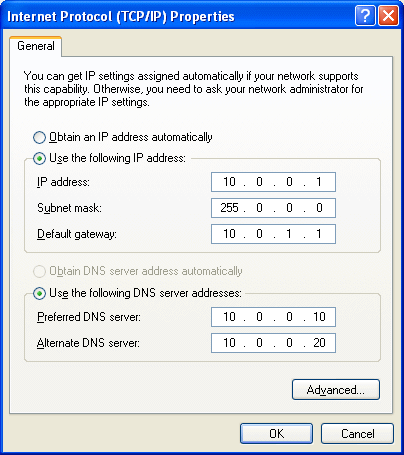 Internet Protocol (TCP/IP) Properties
General
You can get IP settings assigned automatically if your network supports
this capability. Otherwise, you need to ask your network administrator for
the appropriate IP settings.
Obtain an IP address automatically
Use the following IP address:
IP address: 10 . 0 . 0 . 1
Subnet mask: 255 . 0 . 0 . 0
Default gateway: 10 . 0 . 1 . 1
Obtain DNS server address automatically
Use the following DNS server addresses:
Preferred DNS server: 10 . 0 . 0 . 10
Alternate DNS server: 10 . 0 . 0 . 20
Advanced...
OK Cancel